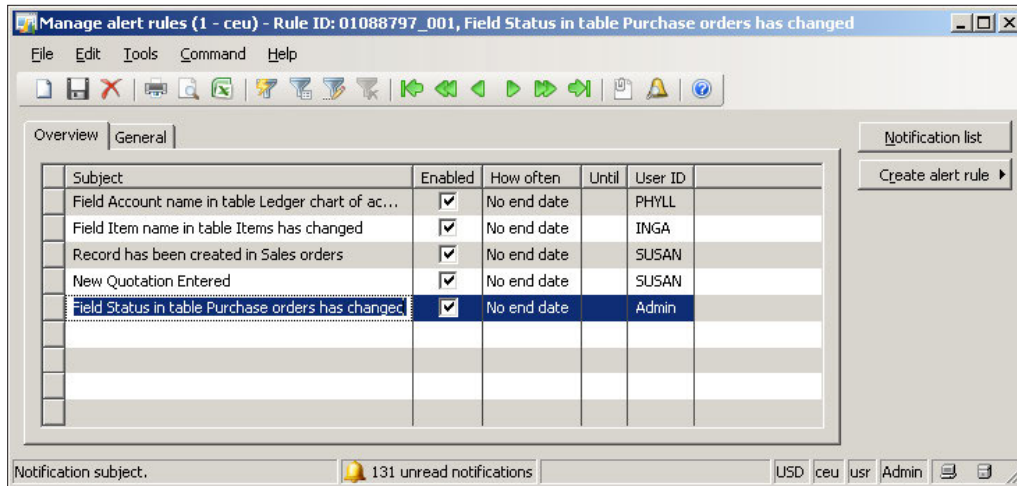 Manage alert rules (1 - ceu) - Rule ID: 01088797_001, Field Status in table Purchase orders has changed
File Edit Tools Command Help
Overview General
Notification list
Create alert rule
Subject Enabled How often Until User ID
Field Account name in table Ledger chart of ac... No end date PHYLL
Field Item name in table Items has changed No end date INGA
Record has been created in Sales orders No end date SUSAN
New Quotation Entered No end date SUSAN
Field Status in table Purchase orders has changed No end date Admin
Notification subject. 131 unread notifications USD ceu usr Admin